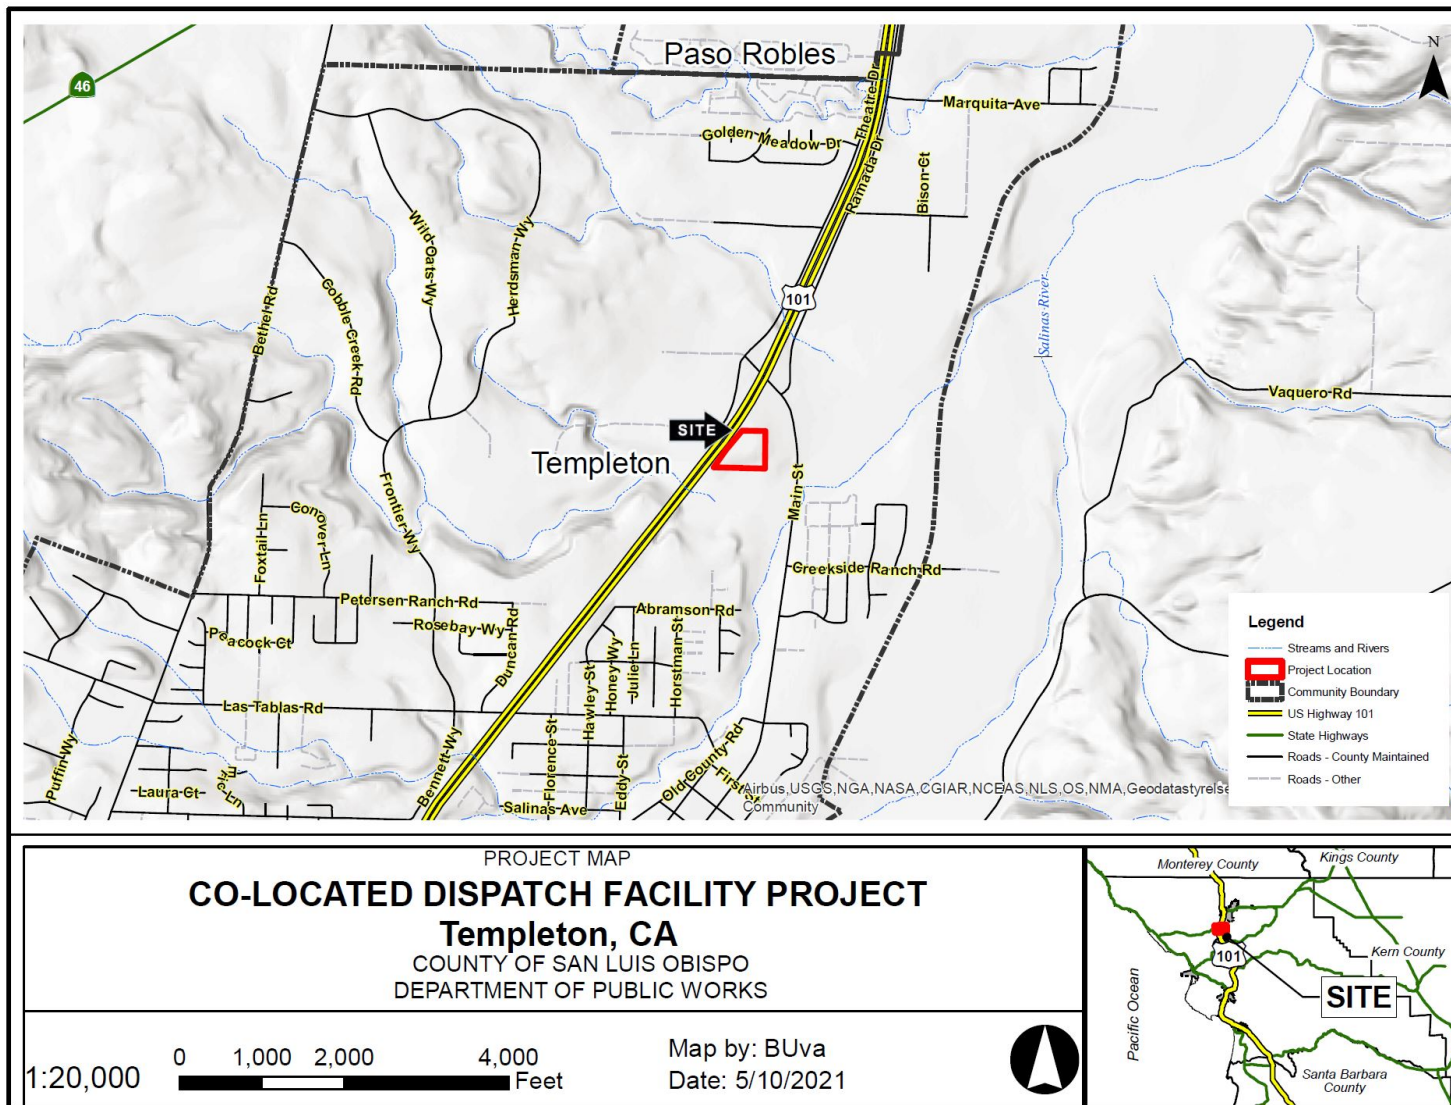 Paso Robles
N
46
Theatre Dr
Marquita Ave
Golden Meadow Dr
Ramada Dr
Bison Ct
Wild Oats Wy
Herdsman Wy
Cobble Creek Rd
Bethel Rd
101
Salinas River
Vaquero Rd
SITE
Templeton
Main St
Frontier Wy
Conover Ln
Foxtail Ln
Creekside Ranch Rd
Petersen Ranch Rd
Abramson Rd
Rosebay Wy
Peacock Ct
Duncan Rd
Honey Wy
Julie Ln
Horstman St
Hawley St
Las Tablas Rd
Florence St
Old County Rd
Puffin Wy
Bennett Wy
Eddy St
Laura Ct
Salinas Ave
Legend
Streams and Rivers
Project Location
Community Boundary
US Highway 101
State Highways
Roads - County Maintained
Roads - Other
Airbus,USGS,NGA,NASA,CGIAR,NCEAS,NLS,OS,NMA,Geodatastyrelse
Community
PROJECT MAP
CO-LOCATED DISPATCH FACILITY PROJECT
Templeton, CA
COUNTY OF SAN LUIS OBISPO
DEPARTMENT OF PUBLIC WORKS
1:20,000
0 1,000 2,000 4,000
Feet
Map by: BUva
Date: 5/10/2021
Monterey County
Kings County
Kern County
101
SITE
Pacific Ocean
Santa Barbara
County